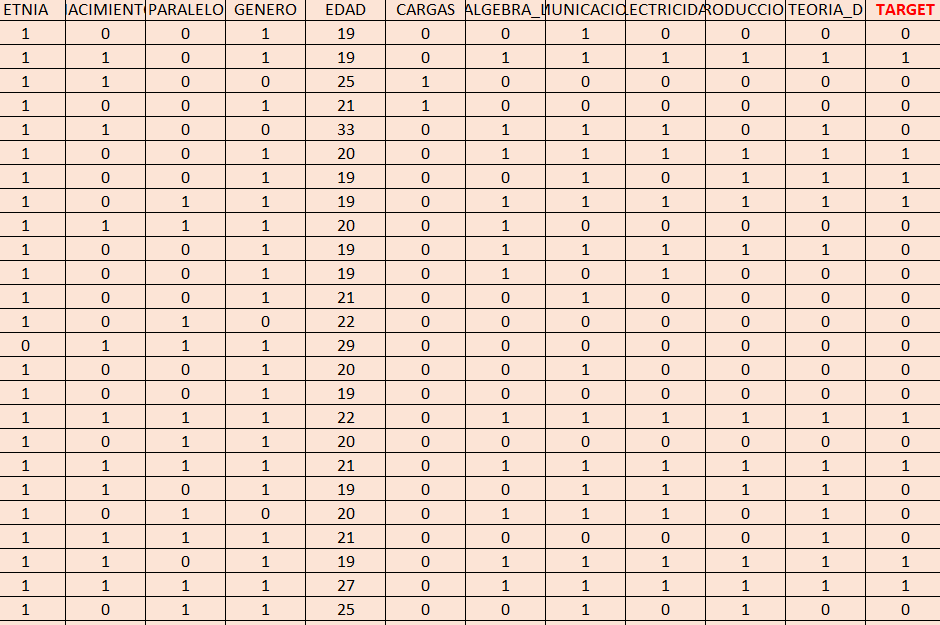 ETNIA NACIMIENTO PARALELO GENERO EDAD CARGAS ALGEBRA_L MUNICACIO LECTRICIDA RODUCCIO TEORIA_D TARGET
1 0 0 1 19 0 0 1 0 0 0 0
1 1 0 1 19 0 1 1 1 1 1 1
1 1 0 0 25 1 0 0 0 0 0 0
1 0 0 1 21 1 0 0 0 0 0 0
1 1 0 0 33 0 1 1 1 0 1 0
1 0 0 1 20 0 1 1 1 1 1 1
1 0 0 1 19 0 0 1 0 1 1 1
1 0 1 1 19 0 1 1 1 1 1 1
1 1 1 1 20 0 1 0 0 0 0 0
1 0 0 1 19 0 1 1 1 1 1 0
1 0 0 1 19 0 1 0 1 0 0 0
1 0 0 1 21 0 0 1 0 0 0 0
1 0 1 0 22 0 0 0 0 0 0 0
0 1 1 1 29 0 0 0 0 0 0 0
1 0 0 1 20 0 0 1 0 0 0 0
1 0 0 1 19 0 0 0 0 0 0 0
1 1 1 1 22 0 1 1 1 1 1 1
1 0 1 1 20 0 0 0 0 0 0 0
1 1 1 1 21 0 1 1 1 1 1 1
1 1 0 1 19 0 0 1 1 1 1 0
1 0 1 0 20 0 1 1 1 0 1 0
1 1 1 1 21 0 0 0 0 0 1 0
1 1 0 1 19 0 1 1 1 1 1 1
1 1 1 1 27 0 1 1 1 1 1 1
1 0 1 1 25 0 0 1 0 1 0 0